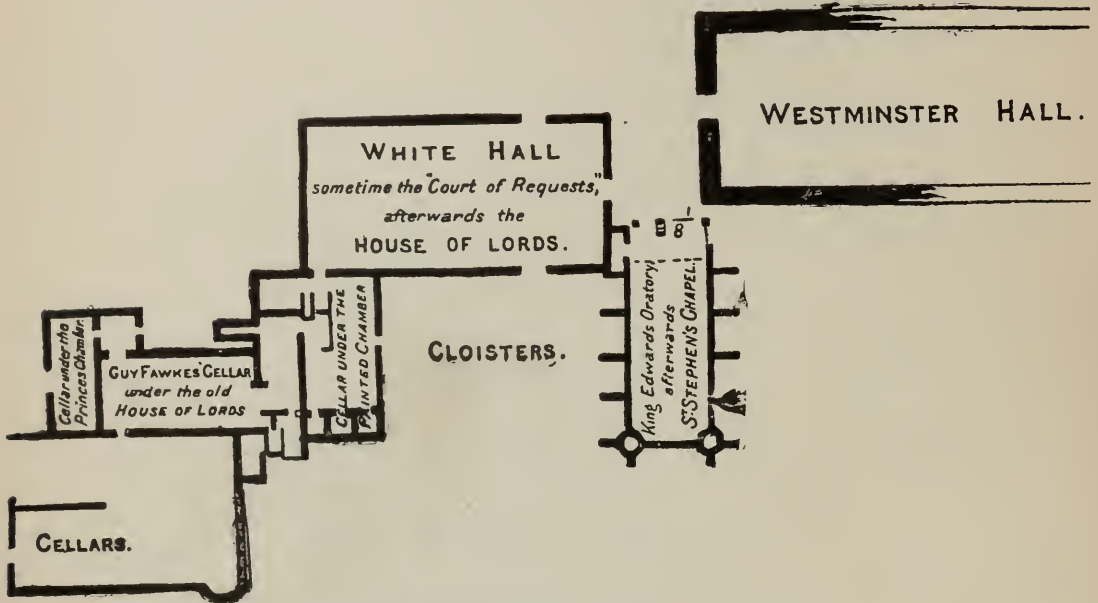 WESTMINSTER HALL.
WHITE HALL
sometime the "Court of Requests,"
afterwards the
HOUSE OF LORDS.
1/8
Cellar under the
Princes Chamber.
GUY FAWKES' CELLAR
under the old
HOUSE OF LORDS
CELLAR UNDER THE
PAINTED CHAMBER
CLOISTERS.
King Edwards Oratory
afterwards
ST STEPHEN'S CHAPEL.
CELLARS.